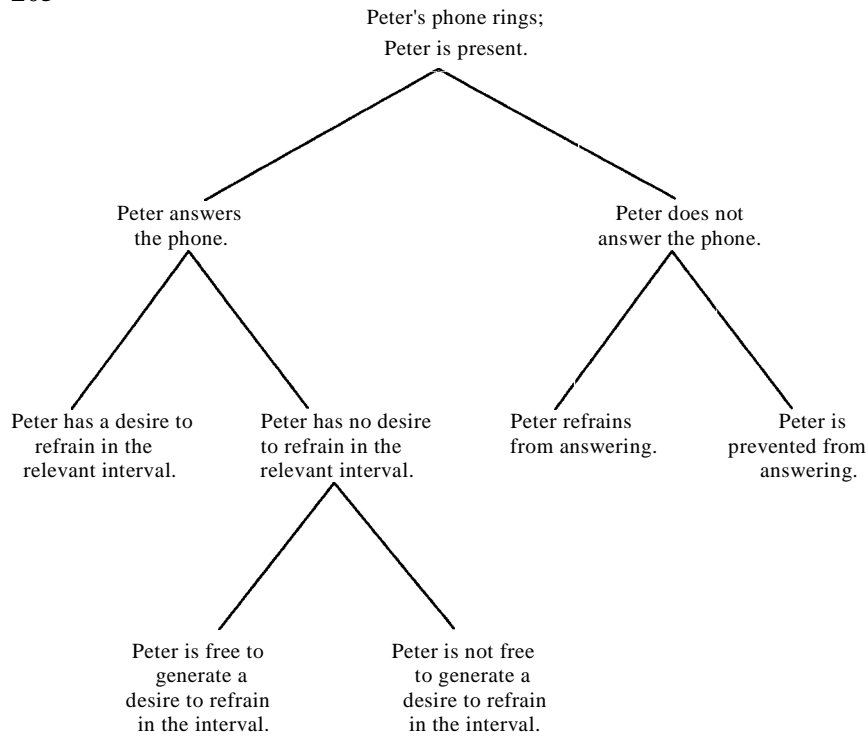 Peter's phone rings;
Peter is present.
Peter answers
the phone.
Peter does not
answer the phone.
Peter has a desire to
refrain in the
relevant interval.
Peter has no desire
to refrain in the
relevant interval.
Peter refrains
from answering.
Peter is
prevented from
answering.
Peter is free to
generate a
desire to refrain
in the interval.
Peter is not free
to generate a
desire to refrain
in the interval.